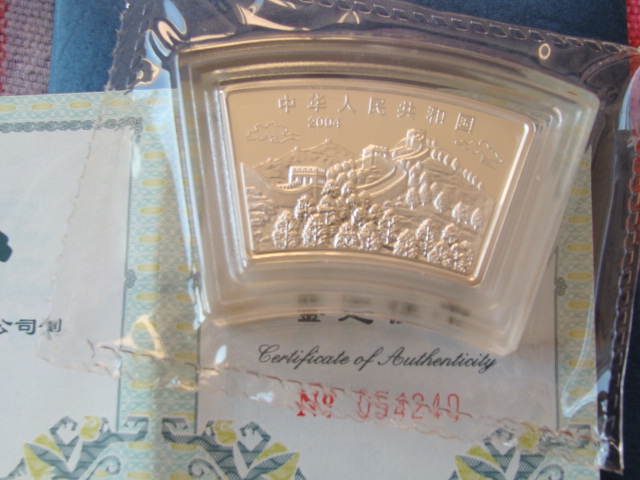 中华人民共和国
2004
公司制
Certificate of Authenticity
No 054240